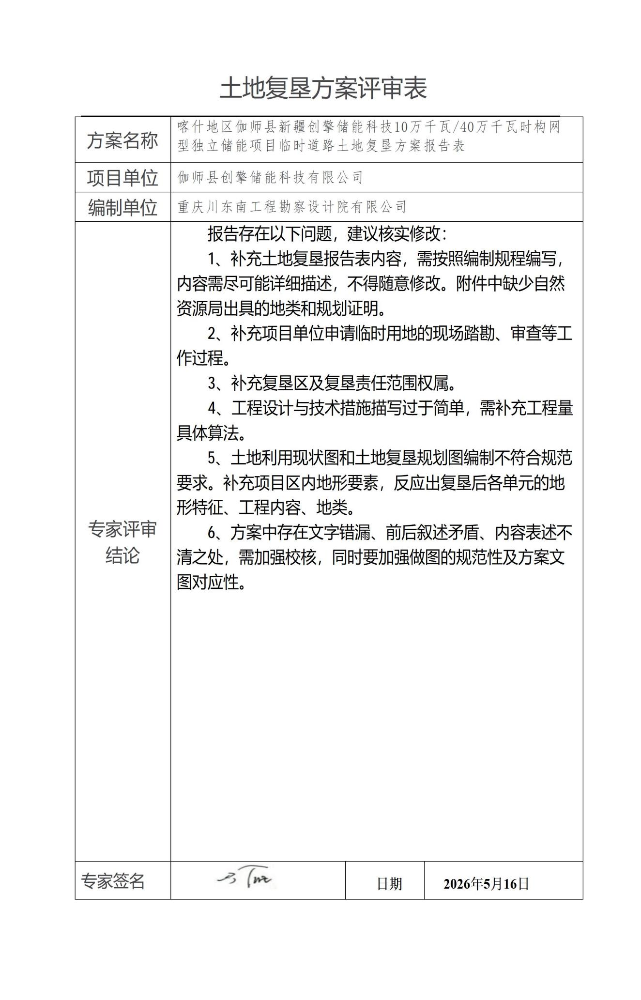 土地复垦方案评审表
方案名称
喀什地区伽师县新疆创擎储能科技10万千瓦/40万千瓦时构网
型独立储能项目临时道路土地复垦方案报告表
项目单位
伽师县创擎储能科技有限公司
编制单位
重庆川东南工程勘察设计院有限公司
专家评审
结论
报告存在以下问题，建议核实修改：
1、补充土地复垦报告表内容，需按照编制规程编写，
内容需尽可能详细描述，不得随意修改。附件中缺少自然
资源局出具的地类和规划证明。
2、补充项目单位申请临时用地的现场踏勘、审查等工
作过程。
3、补充复垦区及复垦责任范围权属。
4、工程设计与技术措施描写过于简单，需补充工程量
具体算法。
5、土地利用现状图和土地复垦规划图编制不符合规范
要求。补充项目区内地形要素，反应出复垦后各单元的地
形特征、工程内容、地类。
6、方案中存在文字错漏、前后叙述矛盾、内容表述不
清之处，需加强校核，同时要加强做图的规范性及方案文
图对应性。
专家签名
日期
2026年5月16日